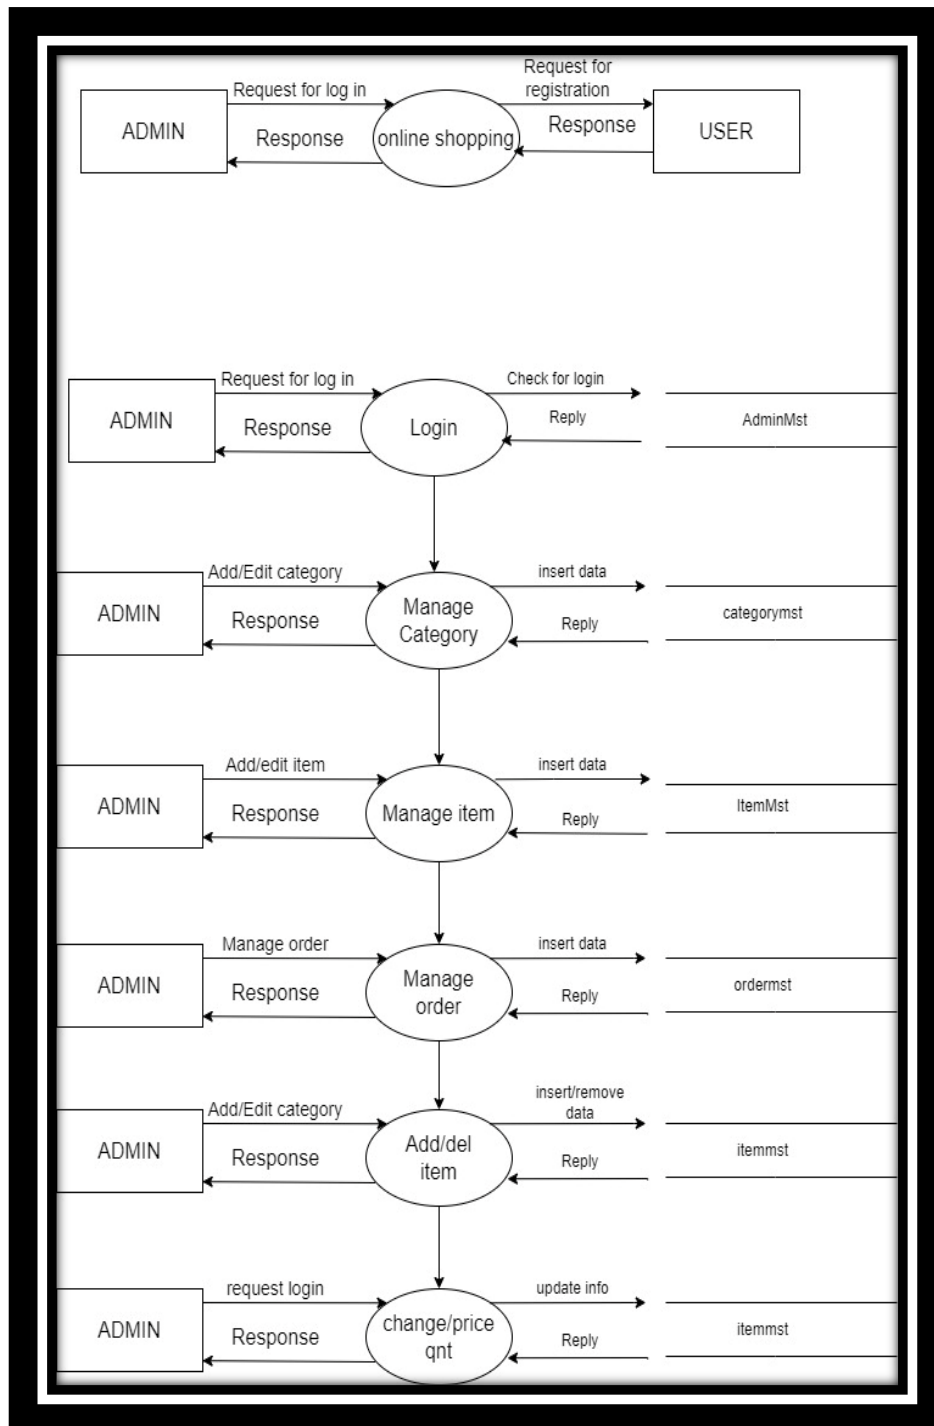 Request for
registration
Request for log in
ADMIN
online shopping
USER
Response
Response
Request for log in
Check for login
ADMIN
Login
AdminMst
Response
Reply
Add/Edit category
insert data
ADMIN
Manage
Category
categorymst
Response
Reply
Add/edit item
insert data
ADMIN
Manage item
ItemMst
Response
Reply
Manage order
insert data
ADMIN
Manage
order
ordermst
Response
Reply
Add/Edit category
insert/remove
data
ADMIN
Add/del
item
itemmst
Response
Reply
request login
update info
ADMIN
change/price
qnt
itemmst
Response
Reply